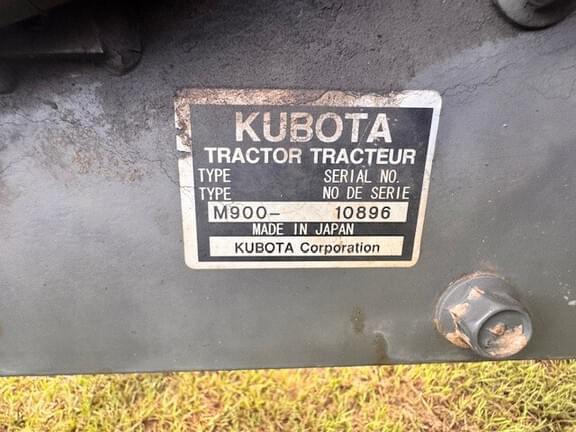 KUBOTA
TRACTOR TRACTEUR
TYPE SERIAL NO.
TYPE NO DE SERIE
M900- 10896
MADE IN JAPAN
KUBOTA Corporation